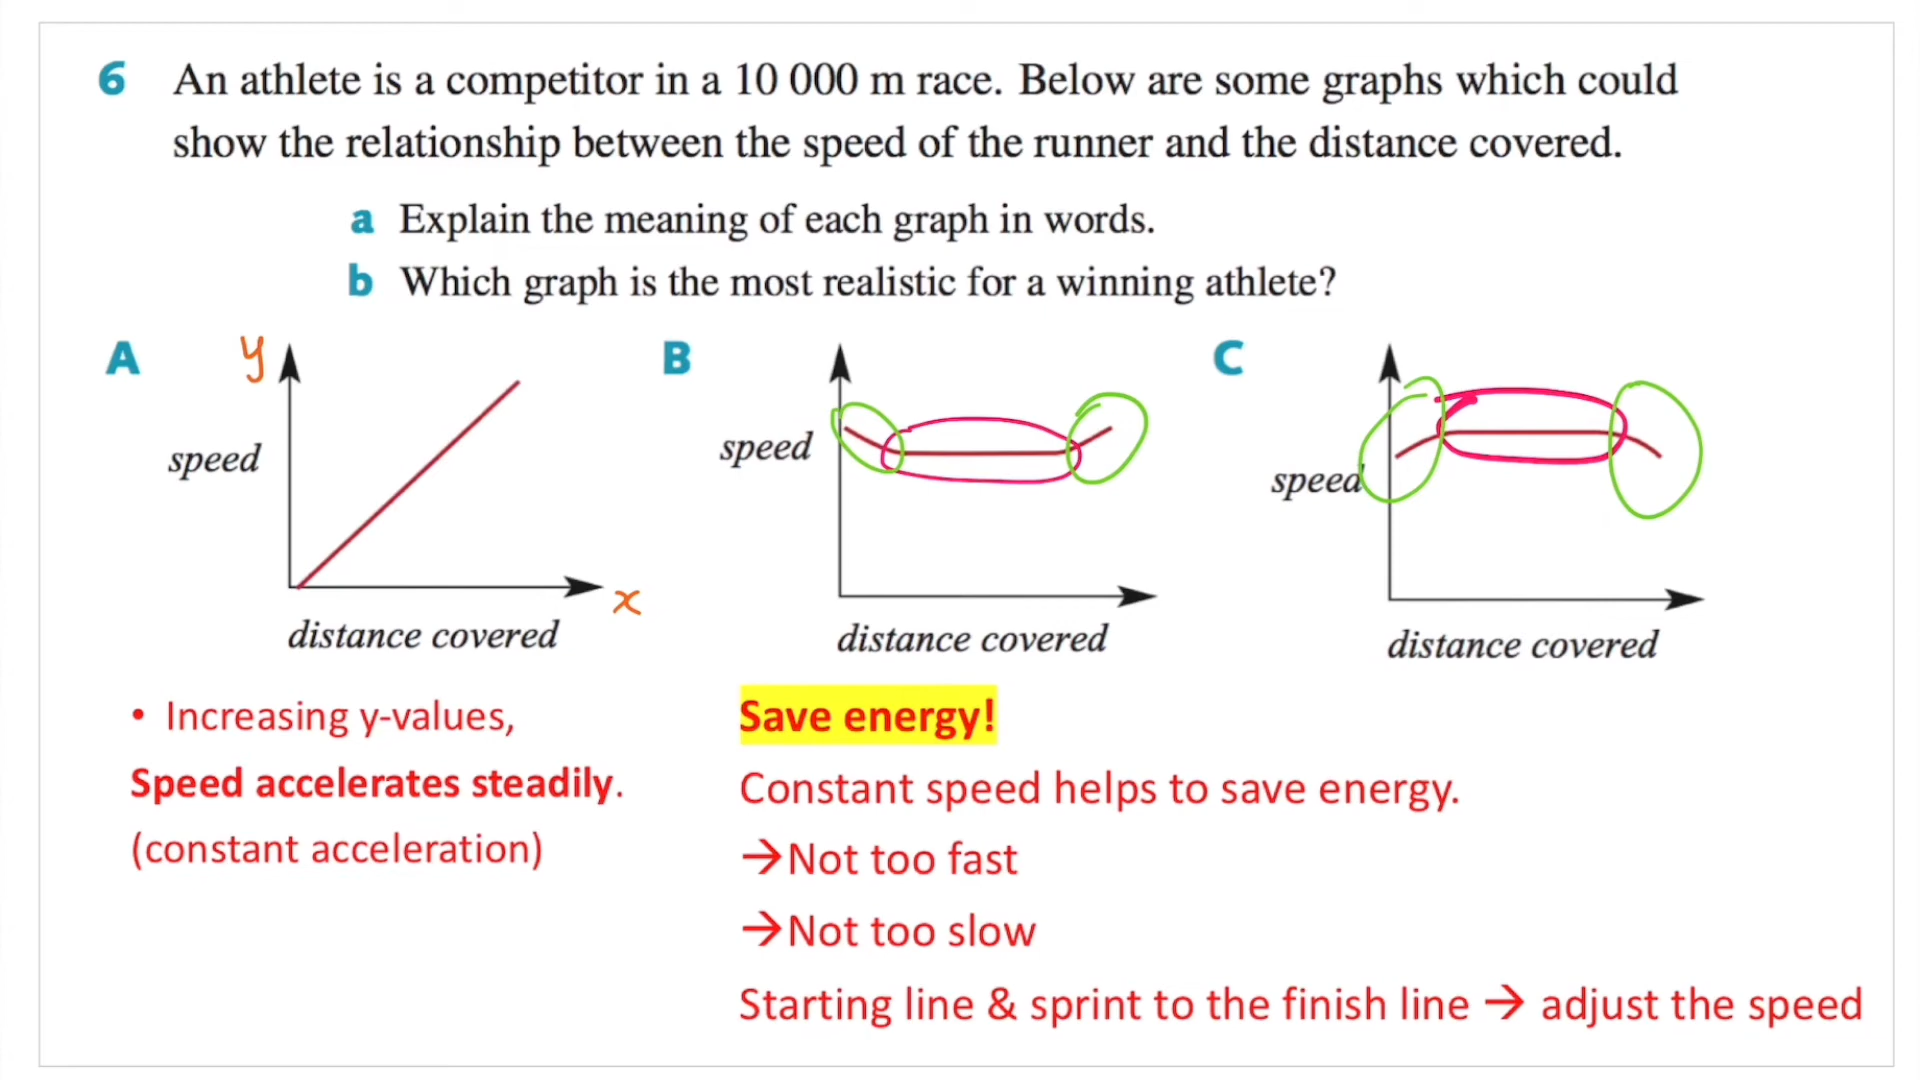 6 An athlete is a competitor in a 10 000 m race. Below are some graphs which could
show the relationship between the speed of the runner and the distance covered.
a Explain the meaning of each graph in words.
b Which graph is the most realistic for a winning athlete?
A
y
speed
x
distance covered
B
speed
distance covered
C
speed
distance covered
• Increasing y-values,
Speed accelerates steadily.
(constant acceleration)
Save energy!
Constant speed helps to save energy.
→Not too fast
→Not too slow
Starting line & sprint to the finish line → adjust the speed